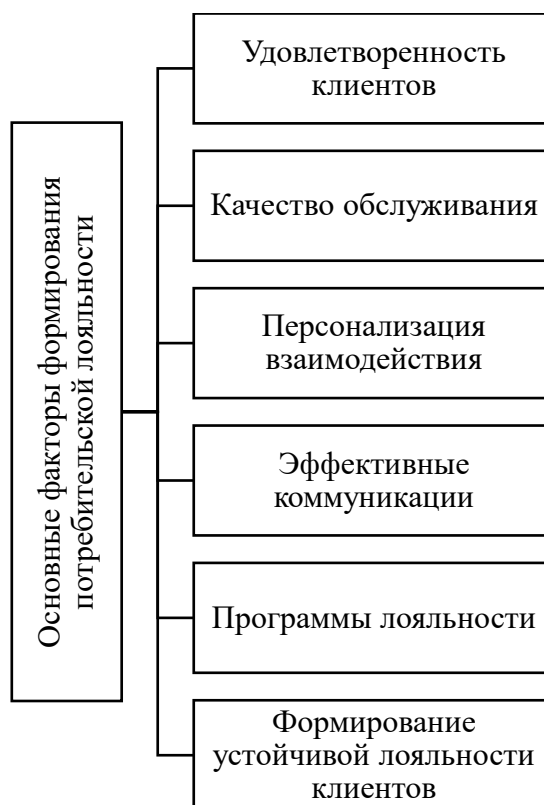 Основные факторы формирования
потребительской лояльности
Удовлетворенность
клиентов
Качество обслуживания
Персонализация
взаимодействия
Эффективные
коммуникации
Программы лояльности
Формирование
устойчивой лояльности
клиентов